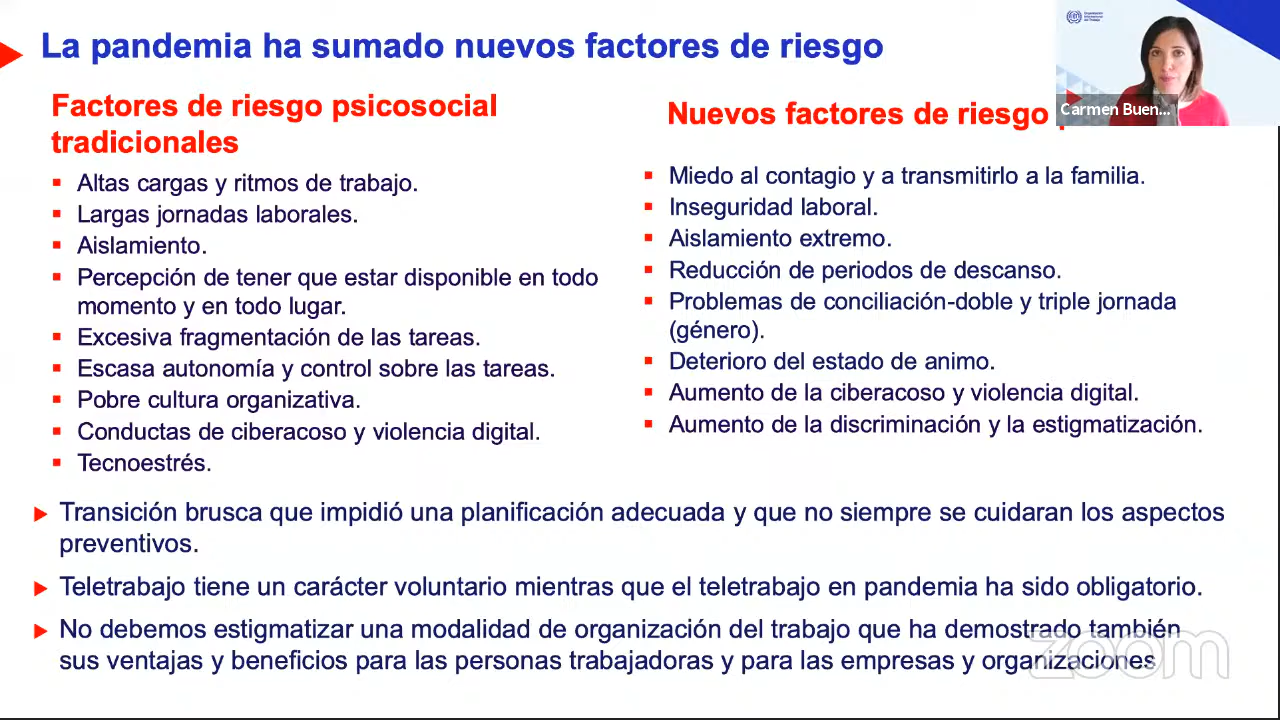 La pandemia ha sumado nuevos factores de riesgo
Factores de riesgo psicosocial
tradicionales
▪ Altas cargas y ritmos de trabajo.
▪ Largas jornadas laborales.
▪ Aislamiento.
▪ Percepción de tener que estar disponible en todo
momento y en todo lugar.
▪ Excesiva fragmentación de las tareas.
▪ Escasa autonomía y control sobre las tareas.
▪ Pobre cultura organizativa.
▪ Conductas de ciberacoso y violencia digital.
▪ Tecnoestrés.
Nuevos factores de riesgo
▪ Miedo al contagio y a transmitirlo a la familia.
▪ Inseguridad laboral.
▪ Aislamiento extremo.
▪ Reducción de periodos de descanso.
▪ Problemas de conciliación-doble y triple jornada
(género).
▪ Deterioro del estado de animo.
▪ Aumento de la ciberacoso y violencia digital.
▪ Aumento de la discriminación y la estigmatización.
Transición brusca que impidió una planificación adecuada y que no siempre se cuidaran los aspectos
preventivos.
Teletrabajo tiene un carácter voluntario mientras que el teletrabajo en pandemia ha sido obligatorio.
No debemos estigmatizar una modalidad de organización del trabajo que ha demostrado también
sus ventajas y beneficios para las personas trabajadoras y para las empresas y organizaciones
Organización
Internacional
del Trabajo
Carmen Buen...
zoom